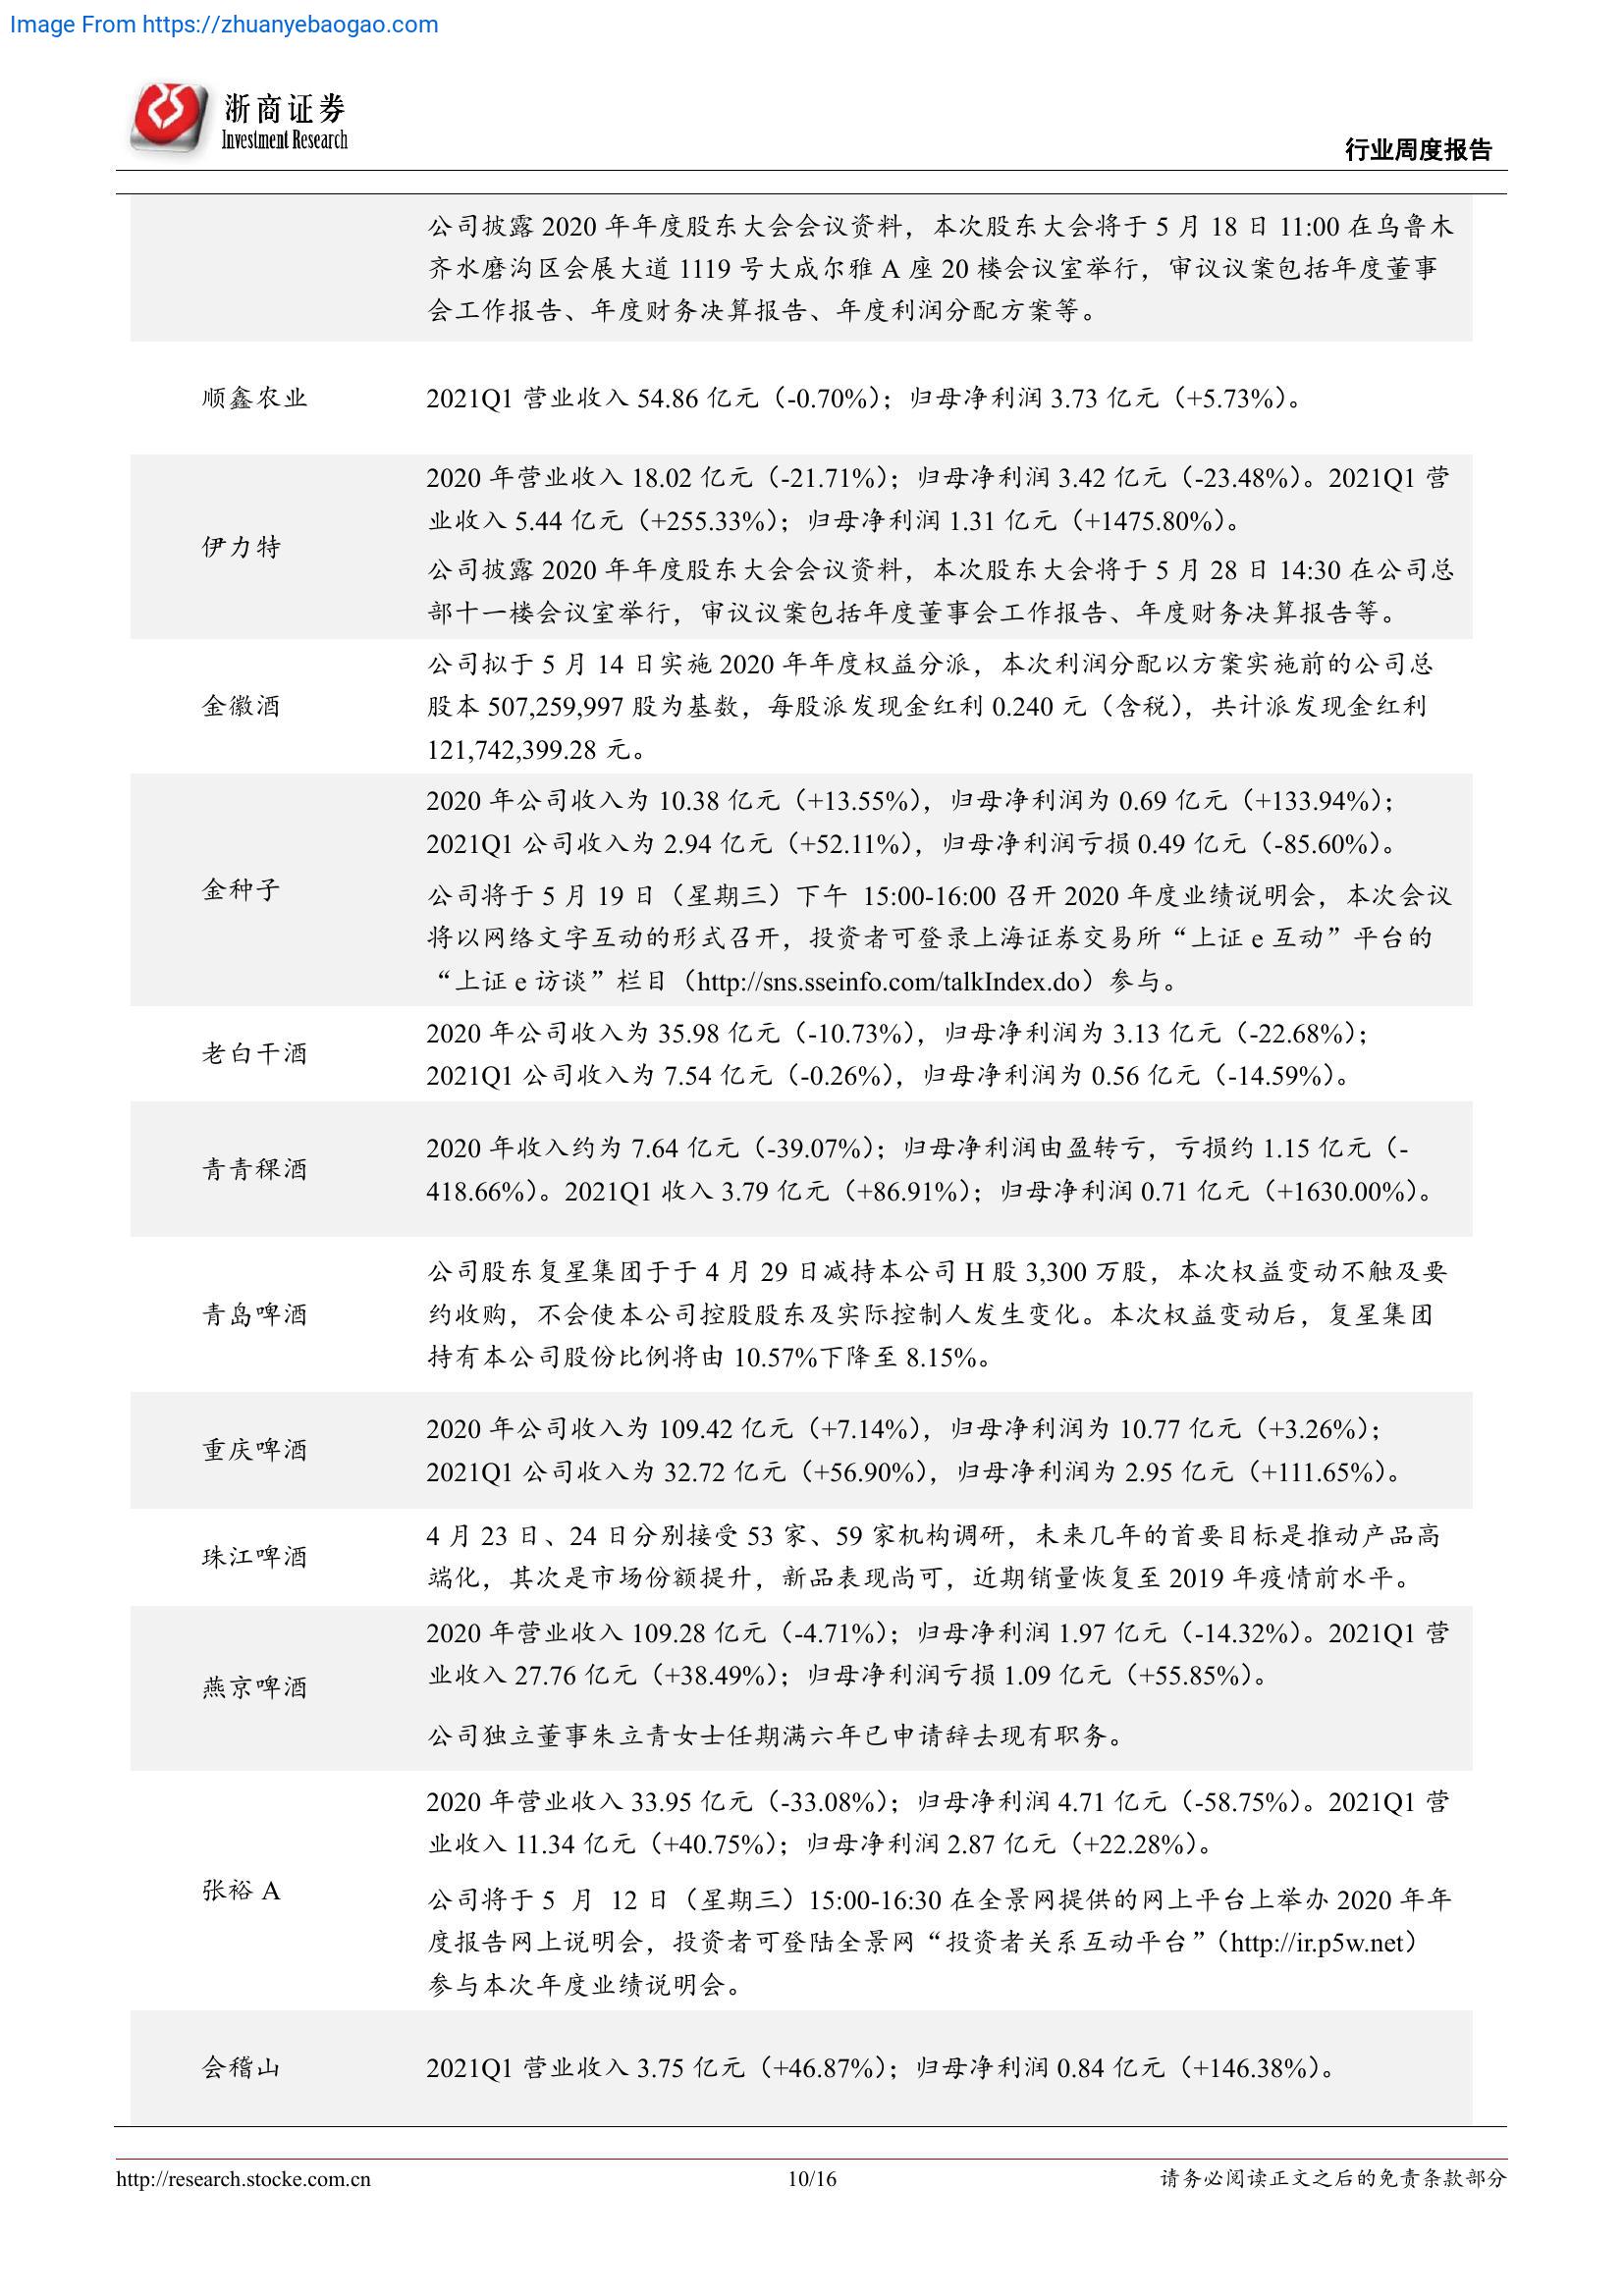 Image From https://zhuanyebaogao.com
浙商证券
Investment Research
行业周度报告
公司披露 2020 年年度股东大会会议资料，本次股东大会将于 5 月 18 日 11:00 在乌鲁木
齐水磨沟区会展大道 1119 号大成尔雅 A 座 20 楼会议室举行，审议议案包括年度董事
会工作报告、年度财务决算报告、年度利润分配方案等。
顺鑫农业
2021Q1 营业收入 54.86 亿元（-0.70%）；归母净利润 3.73 亿元（+5.73%）。
伊力特
2020 年营业收入 18.02 亿元（-21.71%）；归母净利润 3.42 亿元（-23.48%）。2021Q1 营
业收入 5.44 亿元（+255.33%）；归母净利润 1.31 亿元（+1475.80%）。
公司披露 2020 年年度股东大会会议资料，本次股东大会将于 5 月 28 日 14:30 在公司总
部十一楼会议室举行，审议议案包括年度董事会工作报告、年度财务决算报告等。
金徽酒
公司拟于 5 月 14 日实施 2020 年年度权益分派，本次利润分配以方案实施前的公司总
股本 507,259,997 股为基数，每股派发现金红利 0.240 元（含税），共计派发现金红利
121,742,399.28 元。
金种子
2020 年公司收入为 10.38 亿元（+13.55%），归母净利润为 0.69 亿元（+133.94%）；
2021Q1 公司收入为 2.94 亿元（+52.11%），归母净利润亏损 0.49 亿元（-85.60%）。
公司将于 5 月 19 日（星期三）下午 15:00-16:00 召开 2020 年度业绩说明会，本次会议
将以网络文字互动的形式召开，投资者可登录上海证券交易所“上证 e 互动”平台的
“上证 e 访谈”栏目（http://sns.sseinfo.com/talkIndex.do）参与。
老白干酒
2020 年公司收入为 35.98 亿元（-10.73%），归母净利润为 3.13 亿元（-22.68%）；
2021Q1 公司收入为 7.54 亿元（-0.26%），归母净利润为 0.56 亿元（-14.59%）。
青青稞酒
2020 年收入约为 7.64 亿元（-39.07%）；归母净利润由盈转亏，亏损约 1.15 亿元（-
418.66%）。2021Q1 收入 3.79 亿元（+86.91%）；归母净利润 0.71 亿元（+1630.00%）。
青岛啤酒
公司股东复星集团于于 4 月 29 日减持本公司 H 股 3,300 万股，本次权益变动不触及要
约收购，不会使本公司控股股东及实际控制人发生变化。本次权益变动后，复星集团
持有本公司股份比例将由 10.57%下降至 8.15%。
重庆啤酒
2020 年公司收入为 109.42 亿元（+7.14%），归母净利润为 10.77 亿元（+3.26%）；
2021Q1 公司收入为 32.72 亿元（+56.90%），归母净利润为 2.95 亿元（+111.65%）。
珠江啤酒
4 月 23 日、24 日分别接受 53 家、59 家机构调研，未来几年的首要目标是推动产品高
端化，其次是市场份额提升，新品表现尚可，近期销量恢复至 2019 年疫情前水平。
燕京啤酒
2020 年营业收入 109.28 亿元（-4.71%）；归母净利润 1.97 亿元（-14.32%）。2021Q1 营
业收入 27.76 亿元（+38.49%）；归母净利润亏损 1.09 亿元（+55.85%）。
公司独立董事朱立青女士任期满六年已申请辞去现有职务。
张裕 A
2020 年营业收入 33.95 亿元（-33.08%）；归母净利润 4.71 亿元（-58.75%）。2021Q1 营
业收入 11.34 亿元（+40.75%）；归母净利润 2.87 亿元（+22.28%）。
公司将于 5 月 12 日（星期三）15:00-16:30 在全景网提供的网上平台上举办 2020 年年
度报告网上说明会，投资者可登陆全景网“投资者关系互动平台”（http://ir.p5w.net）
参与本次年度业绩说明会。
会稽山
2021Q1 营业收入 3.75 亿元（+46.87%）；归母净利润 0.84 亿元（+146.38%）。
http://research.stocke.com.cn
10/16
请务必阅读正文之后的免责条款部分